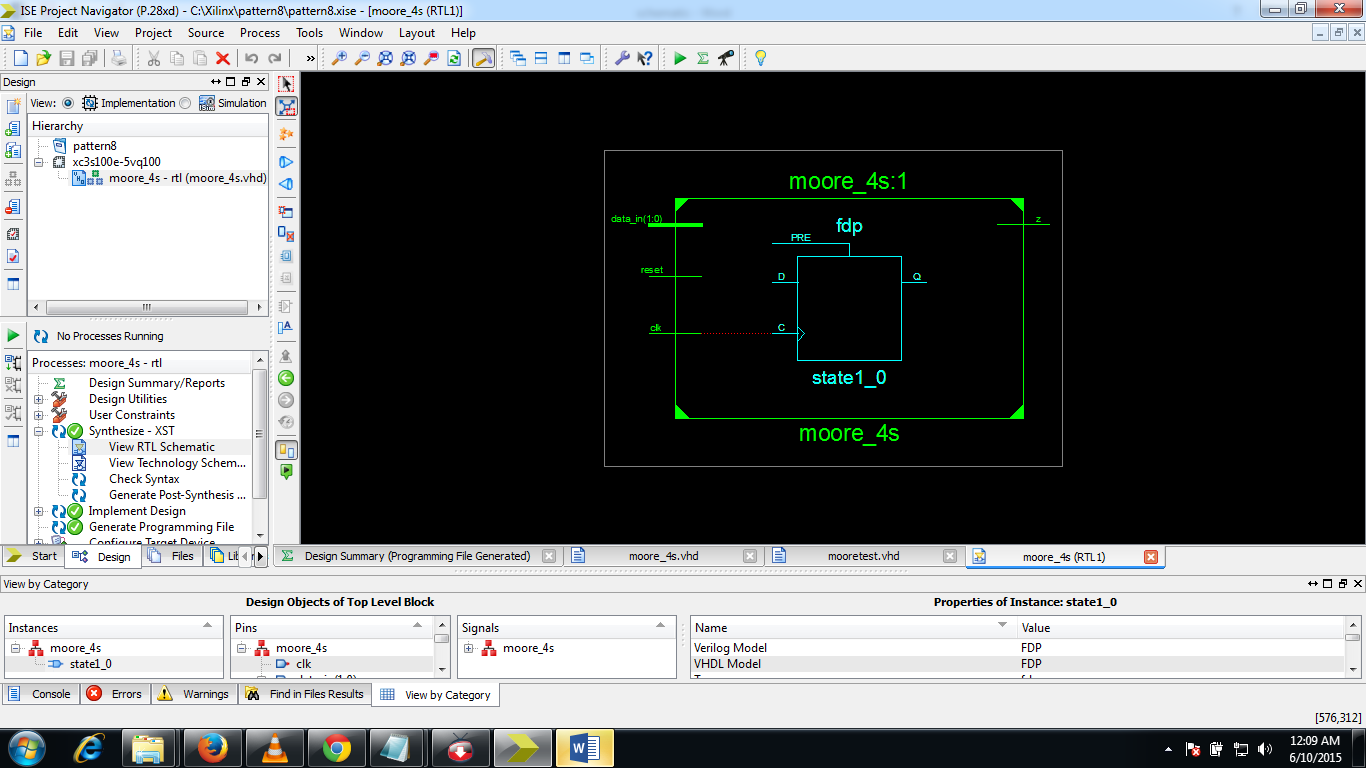 ISE Project Navigator (P.28xd) - C:\Xilinx\pattern8\pattern8.xise - [moore_4s (RTL1)]
File Edit View Project Source Process Tools Window Layout Help
»
Design
View: Implementation Simulation
Hierarchy
pattern8
xc3s100e-5vq100
moore_4s - rtl (moore_4s.vhd)
No Processes Running
Processes: moore_4s - rtl
Design Summary/Reports
Design Utilities
User Constraints
Synthesize - XST
View RTL Schematic
View Technology Schem...
Check Syntax
Generate Post-Synthesis ...
Implement Design
Generate Programming File
Configure Target Device
Start Design Files
moore_4s:1
data_in(1:0)
fdp
z
PRE
reset
D
Q
clk
C
state1_0
moore_4s
Design Summary (Programming File Generated) moore_4s.vhd mooretest.vhd moore_4s (RTL1)
View by Category
Design Objects of Top Level Block
Properties of Instance: state1_0
Instances
moore_4s
state1_0
Pins
moore_4s
clk
Signals
moore_4s
Name Value
Verilog Model FDP
VHDL Model FDP
Console Errors Warnings Find in Files Results View by Category
[576,312]
12:09 AM
6/10/2015